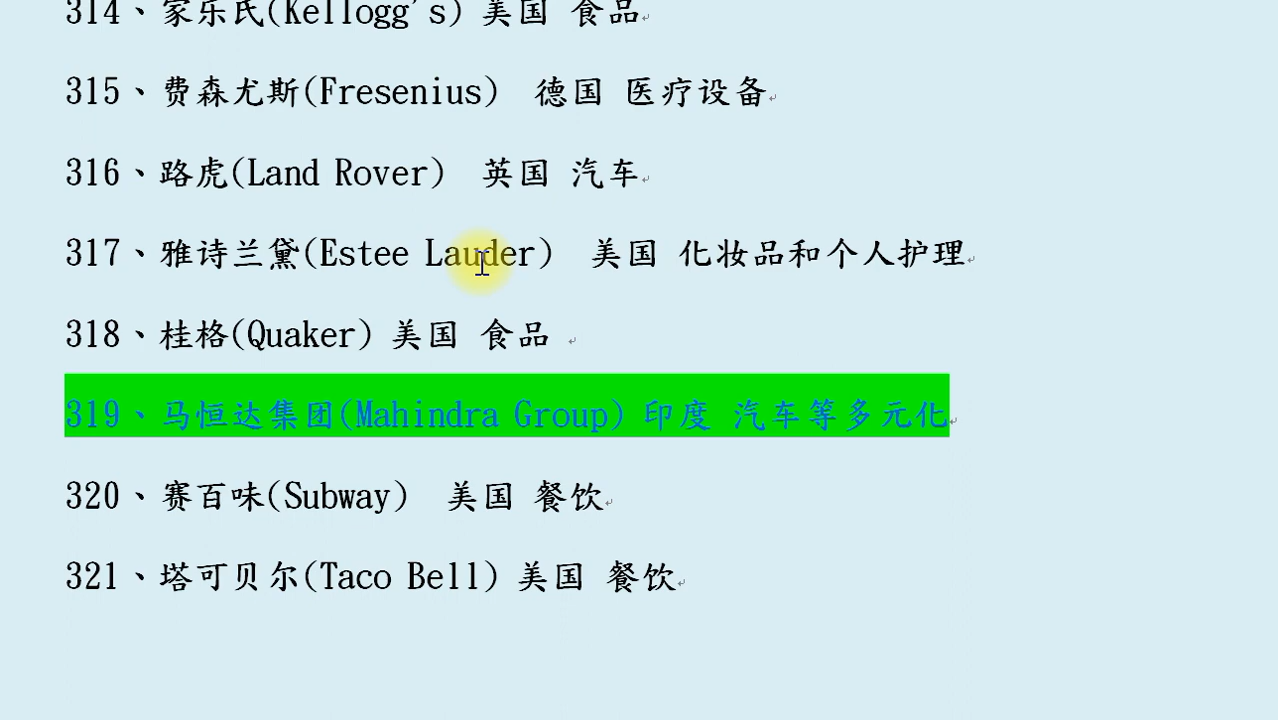 314、家乐氏(Kellogg's) 美国 食品
315、费森尤斯(Fresenius) 德国 医疗设备
316、路虎(Land Rover) 英国 汽车
317、雅诗兰黛(Estee Lauder) 美国 化妆品和个人护理
318、桂格(Quaker) 美国 食品
319、马恒达集团(Mahindra Group) 印度 汽车等多元化
320、赛百味(Subway) 美国 餐饮
321、塔可贝尔(Taco Bell) 美国 餐饮